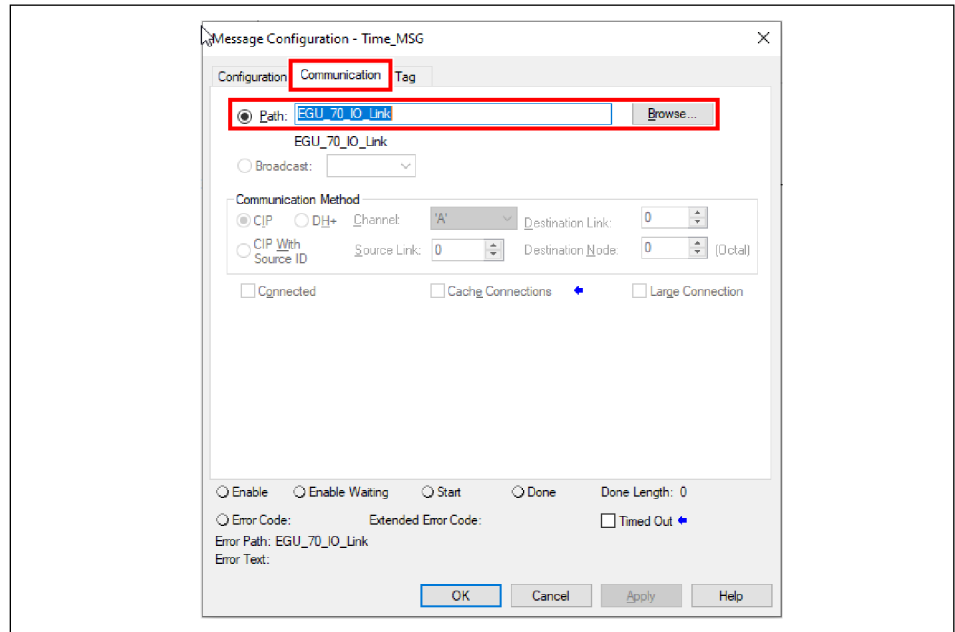 Message Configuration - Time_MSG
Configuration Communication Tag
Path: EGU_70_IO_Link Browse...
EGU_70_IO_Link
Broadcast:
Communication Method
CIP DH+ Channel: 'A' Destination Link: 0
CIP With Source ID Source Link: 0 Destination Node: 0 (Octal)
Connected Cache Connections Large Connection
Enable Enable Waiting Start Done Done Length: 0
Error Code: Extended Error Code: Timed Out
Error Path: EGU_70_IO_Link
Error Text:
OK Cancel Apply Help